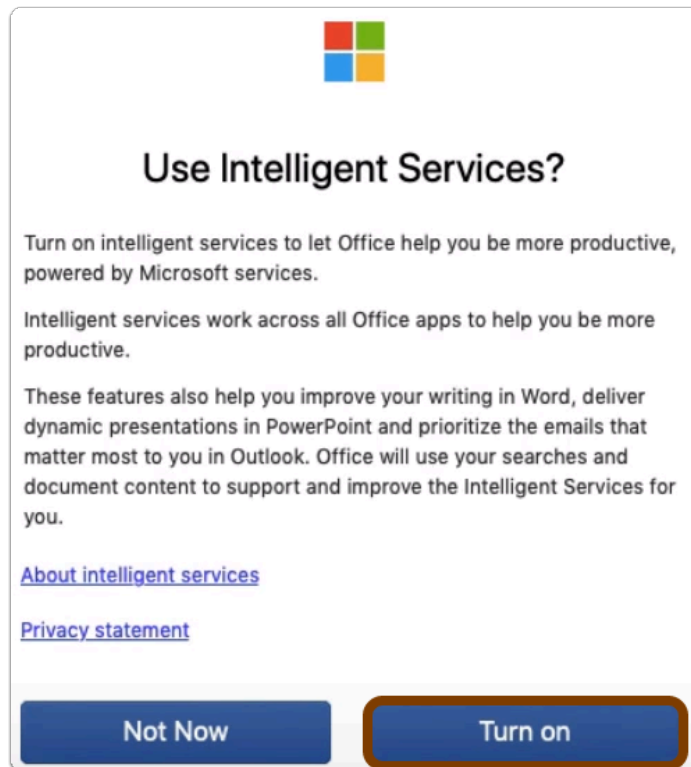 Use Intelligent Services?
Turn on intelligent services to let Office help you be more productive,
powered by Microsoft services.
Intelligent services work across all Office apps to help you be more
productive.
These features also help you improve your writing in Word, deliver
dynamic presentations in PowerPoint and prioritize the emails that
matter most to you in Outlook. Office will use your searches and
document content to support and improve the Intelligent Services for
you.
About intelligent services
Privacy statement
Not Now
Turn on